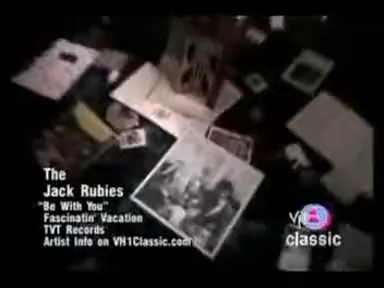 The
Jack Rubies
"Be With You"
Fascinatin' Vacation
TVT Records
Artist Info on VH1Classic.com
VH1
classic